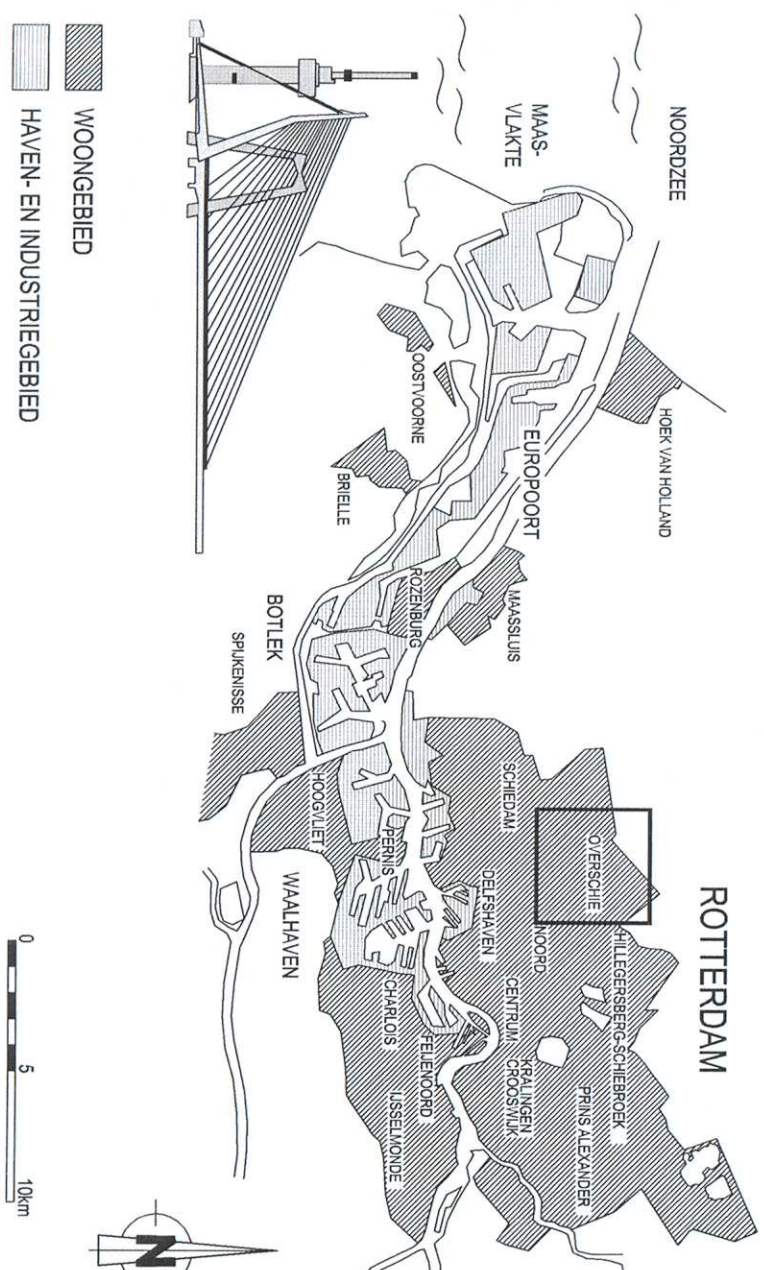 ROTTERDAM
NOORDZEE
MAAS-
VLAKTE
HOEK VAN HOLLAND
EUROPOORT
MAASSLUIS
OOSTVOORNE
BRIELLE
ROZENBURG
BOTLEK
SPIJKENISSE
SCHIEDAM
OVERSCHIE
HILLEGERSBERG-SCHIEBROEK
NOORD
DELFSHAVEN
PERNIS
HOOGVLIET
WAALHAVEN
CENTRUM
KRALINGEN
CROOSWIJK
PRINS ALEXANDER
CHARLOIS
FEIJENOORD
IJSSELMONDE
WOONGEBIED
HAVEN- EN INDUSTRIEGEBIED
0 5 10km
N